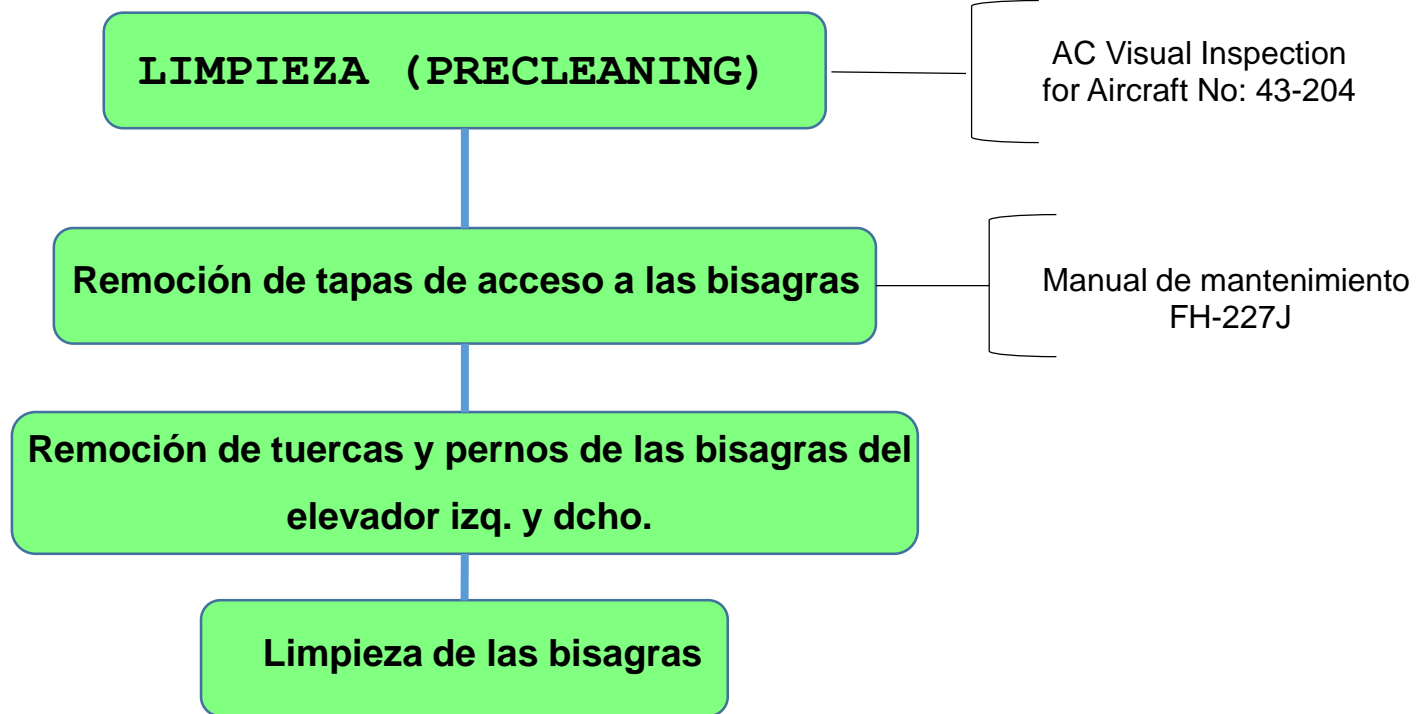 LIMPIEZA (PRECLEANING)
AC Visual Inspection
for Aircraft No: 43-204
Remoción de tapas de acceso a las bisagras
Manual de mantenimiento
FH-227J
Remoción de tuercas y pernos de las bisagras del
elevador izq. y dcho.
Limpieza de las bisagras